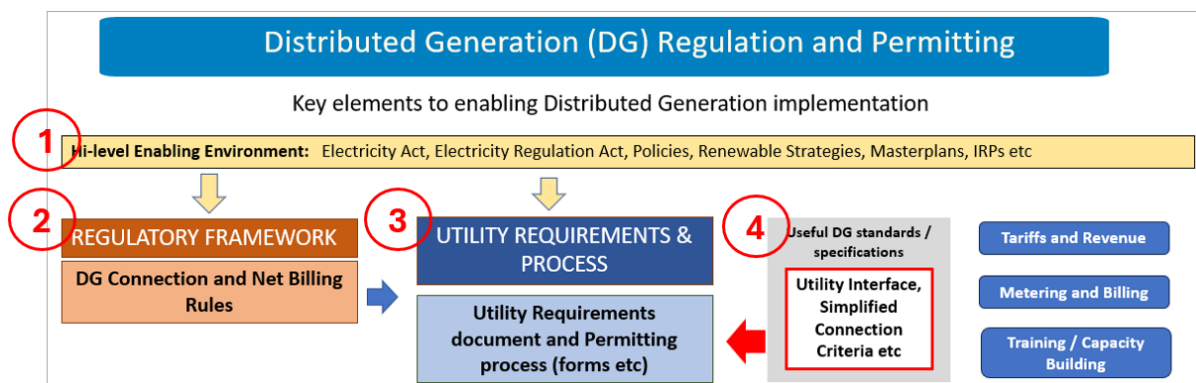 Distributed Generation (DG) Regulation and Permitting
Key elements to enabling Distributed Generation implementation
1
Hi-level Enabling Environment: Electricity Act, Electricity Regulation Act, Policies, Renewable Strategies, Masterplans, IRPs etc
2
REGULATORY FRAMEWORK
DG Connection and Net Billing
Rules
3
UTILITY REQUIREMENTS &
PROCESS
Utility Requirements
document and Permitting
process (forms etc)
4
Useful DG standards /
specifications
Utility Interface,
Simplified
Connection
Criteria etc
Tariffs and Revenue
Metering and Billing
Training / Capacity
Building